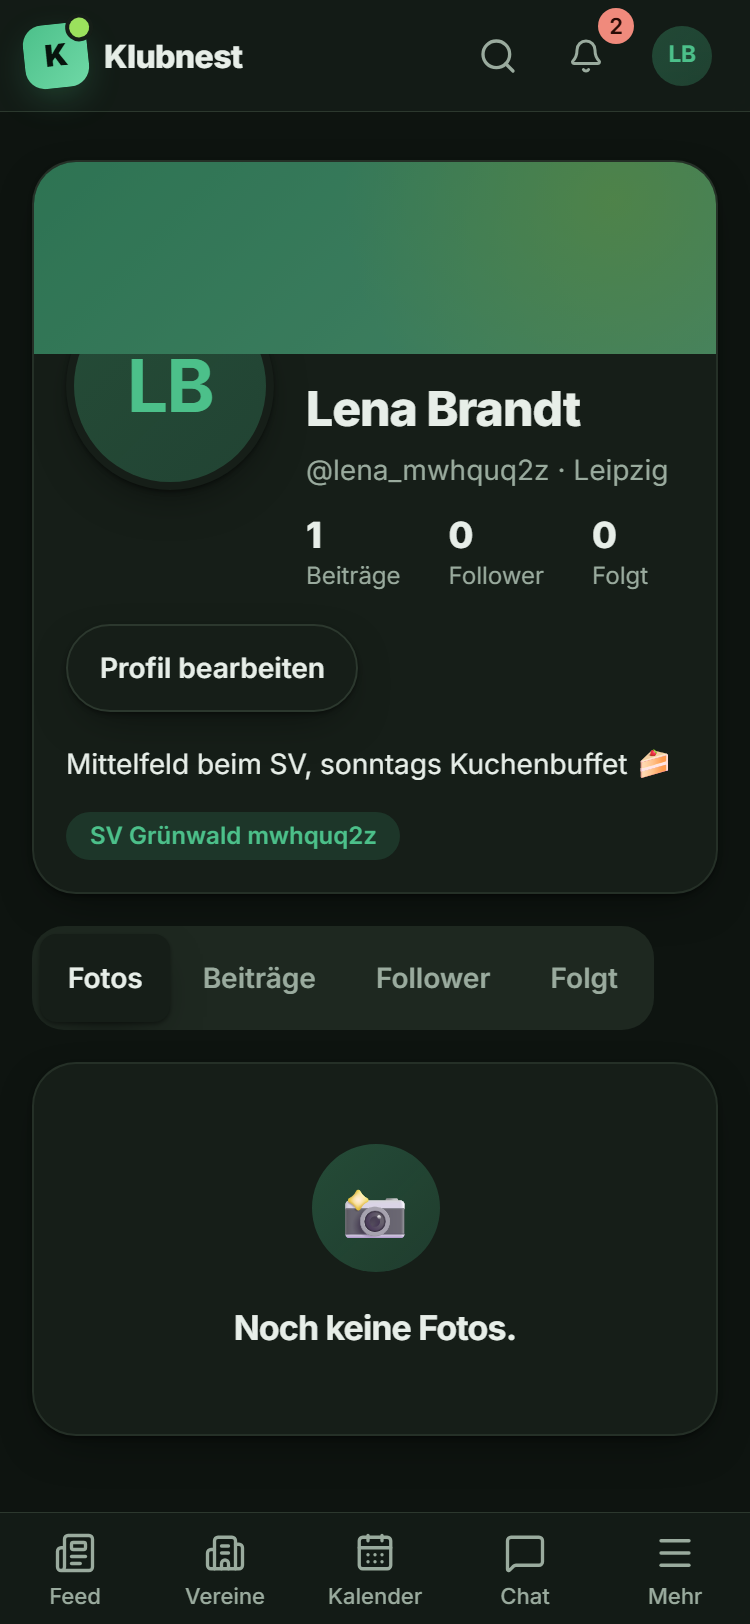 K Klubnest 2 LB
LB
Lena Brandt
@lena_mwhquq2z · Leipzig
1 0 0
Beiträge Follower Folgt
Profil bearbeiten
Mittelfeld beim SV, sonntags Kuchenbuffet 🍰
SV Grünwald mwhquq2z
Fotos Beiträge Follower Folgt
Noch keine Fotos.
Feed Vereine Kalender Chat Mehr